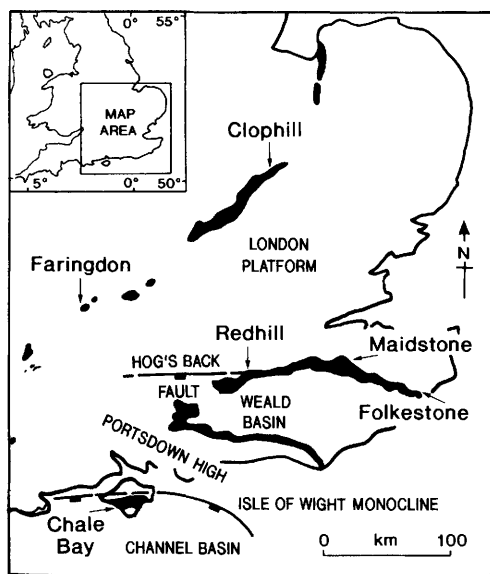 55°
MAP
AREA
5°
0°
50°
Clophill
LONDON
PLATFORM
N
Faringdon
Redhill
Maidstone
HOG'S BACK
FAULT
WEALD
BASIN
Folkestone
PORTSDOWN HIGH
ISLE OF WIGHT MONOCLINE
Chale
Bay
CHANNEL BASIN
0 km 100